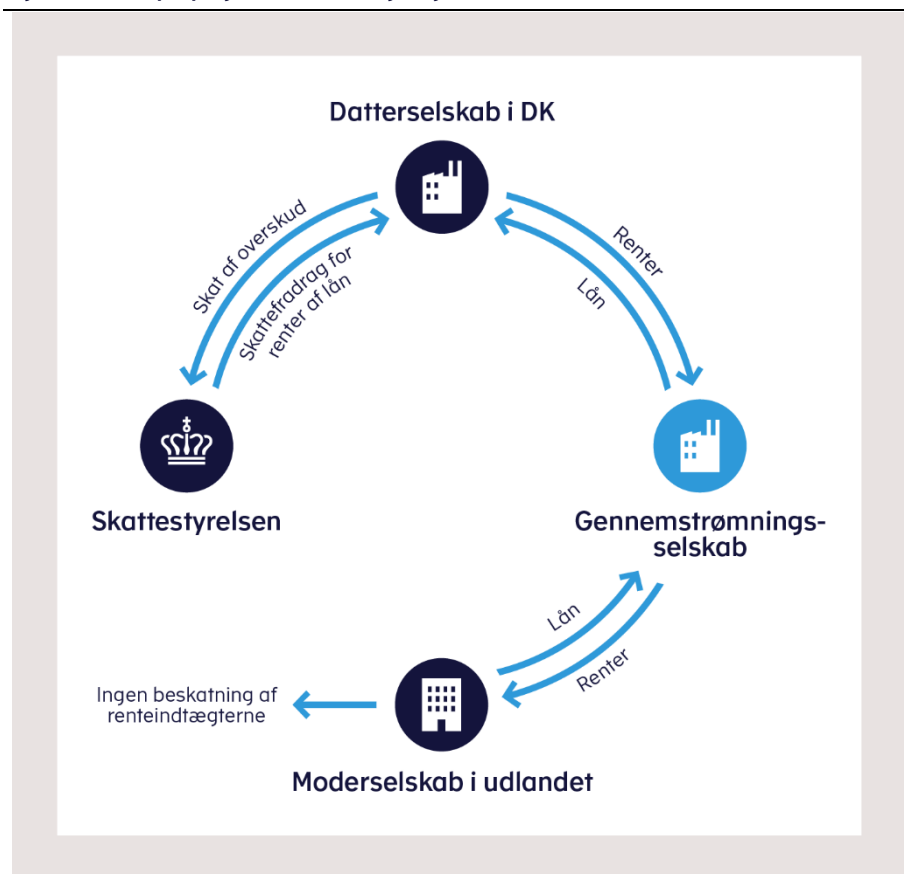 Datterselskab i DK
Skat af overskud
Skattefradrag for
renter af lån
Renter
Lån
Skattestyrelsen
Gennemstrømnings-
selskab
Lån
Renter
Ingen beskatning af
renteindtægterne
Moderselskab i udlandet